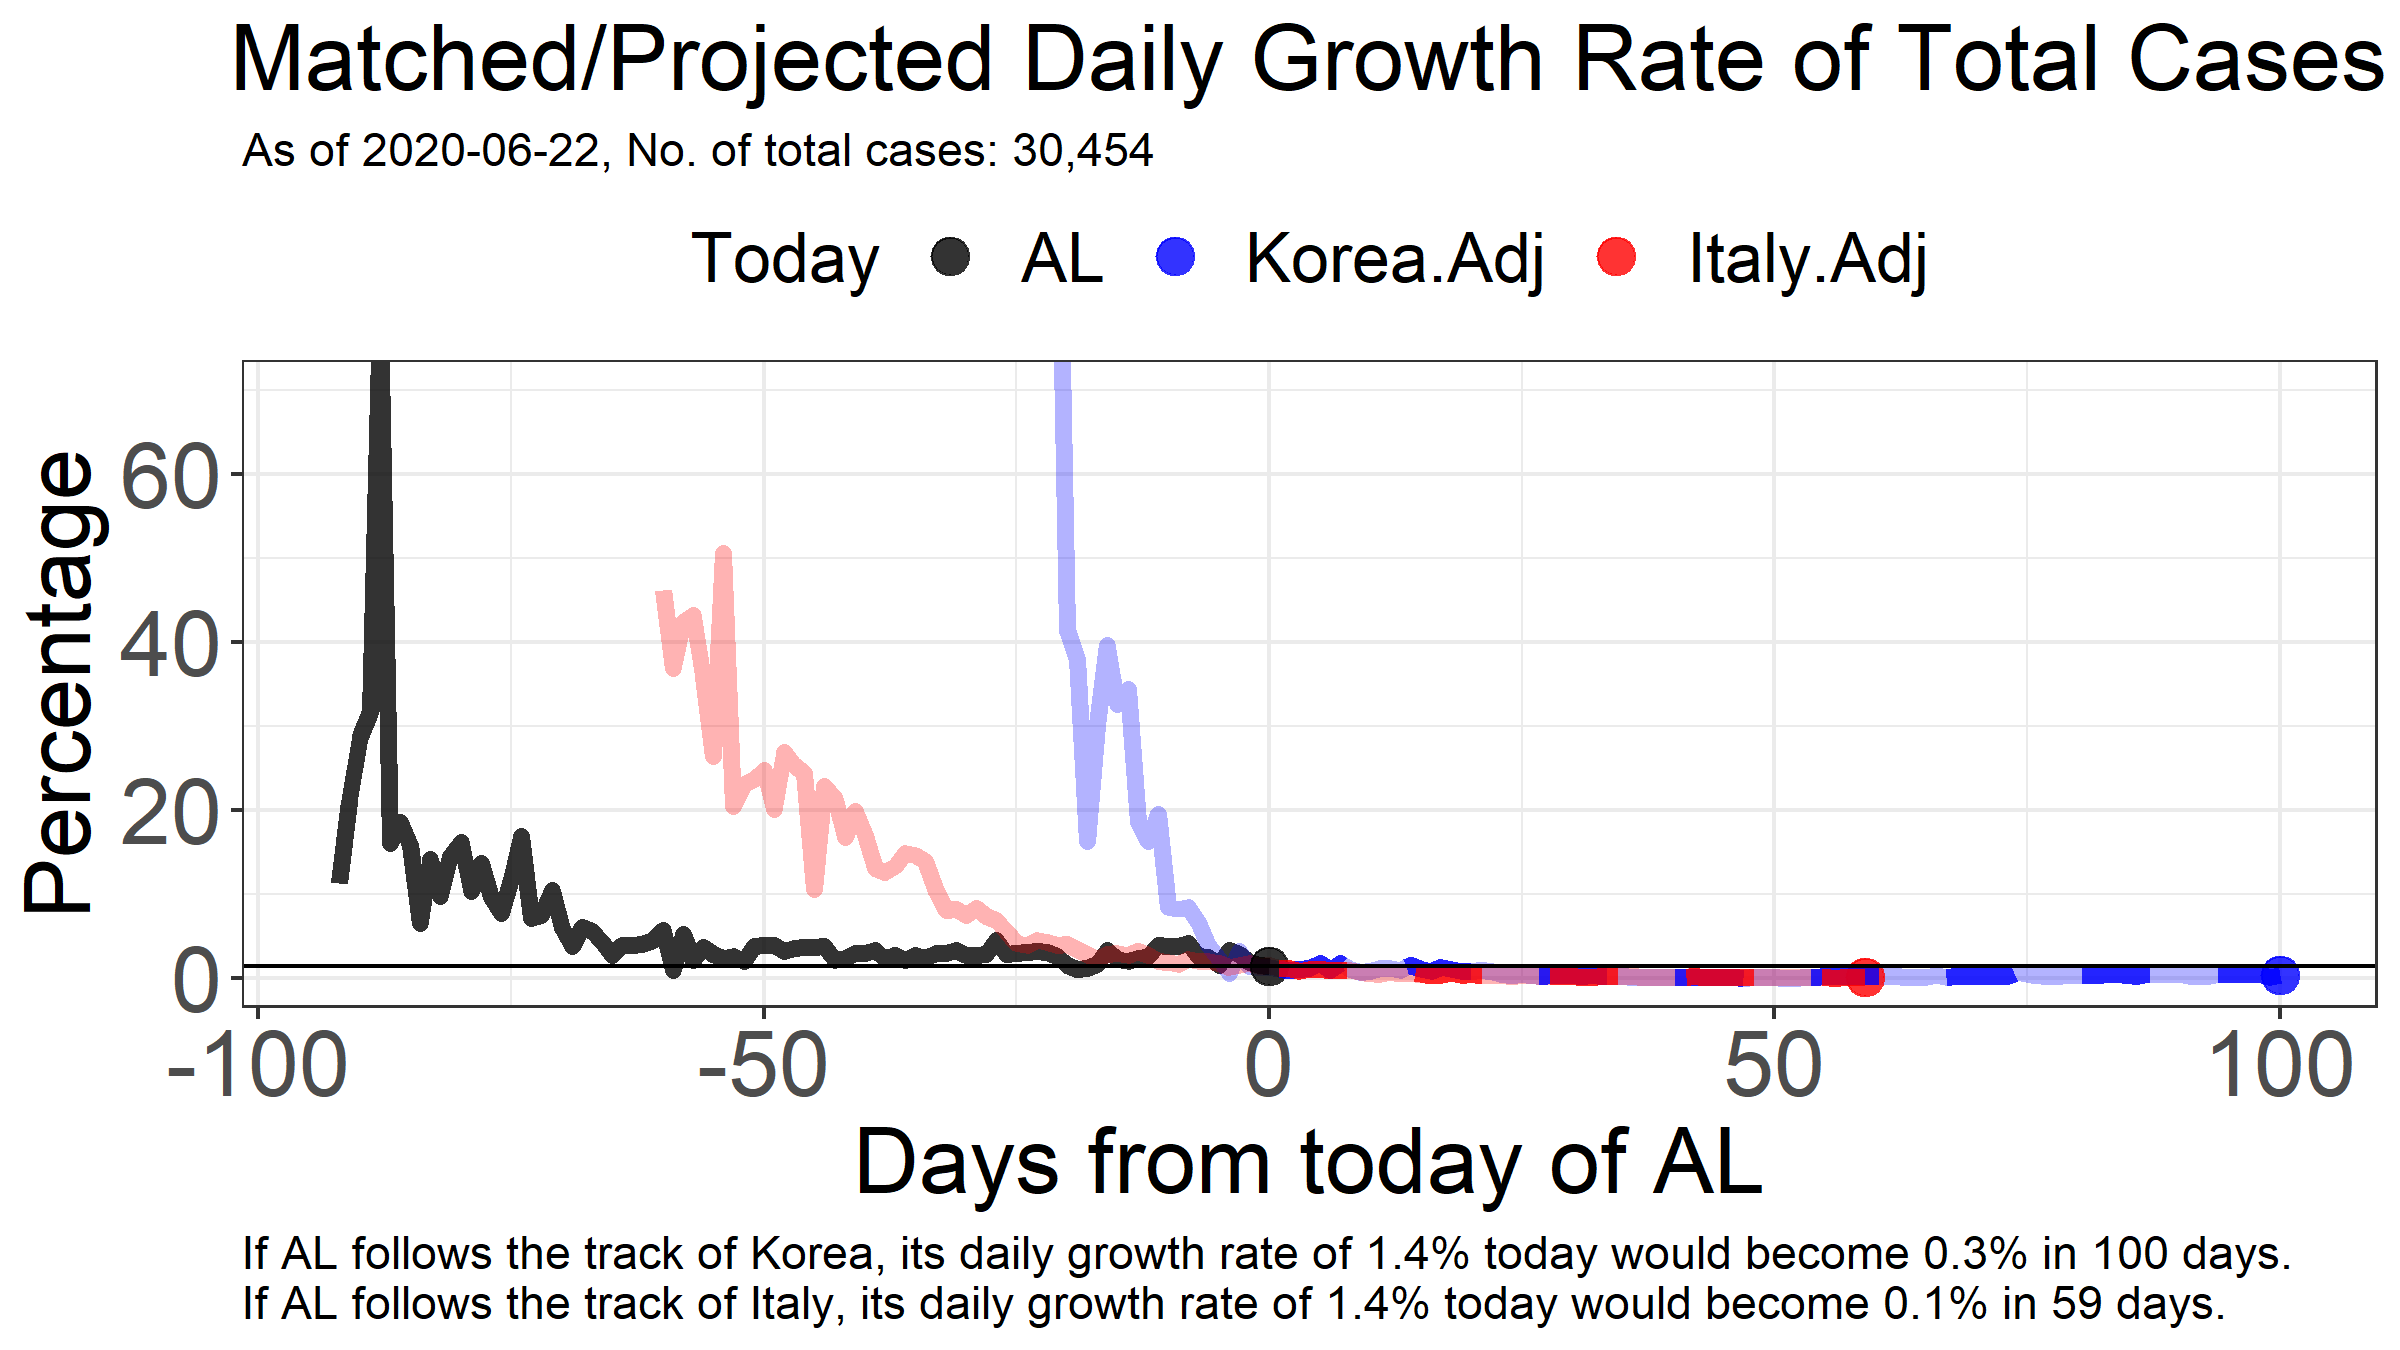 Matched/Projected Daily Growth Rate of Total Cases
As of 2020-06-22, No. of total cases: 30,454
Today AL Korea.Adj Italy.Adj
Percentage
60
40
20
0
-100 -50 0 50 100
Days from today of AL
If AL follows the track of Korea, its daily growth rate of 1.4% today would become 0.3% in 100 days.
If AL follows the track of Italy, its daily growth rate of 1.4% today would become 0.1% in 59 days.